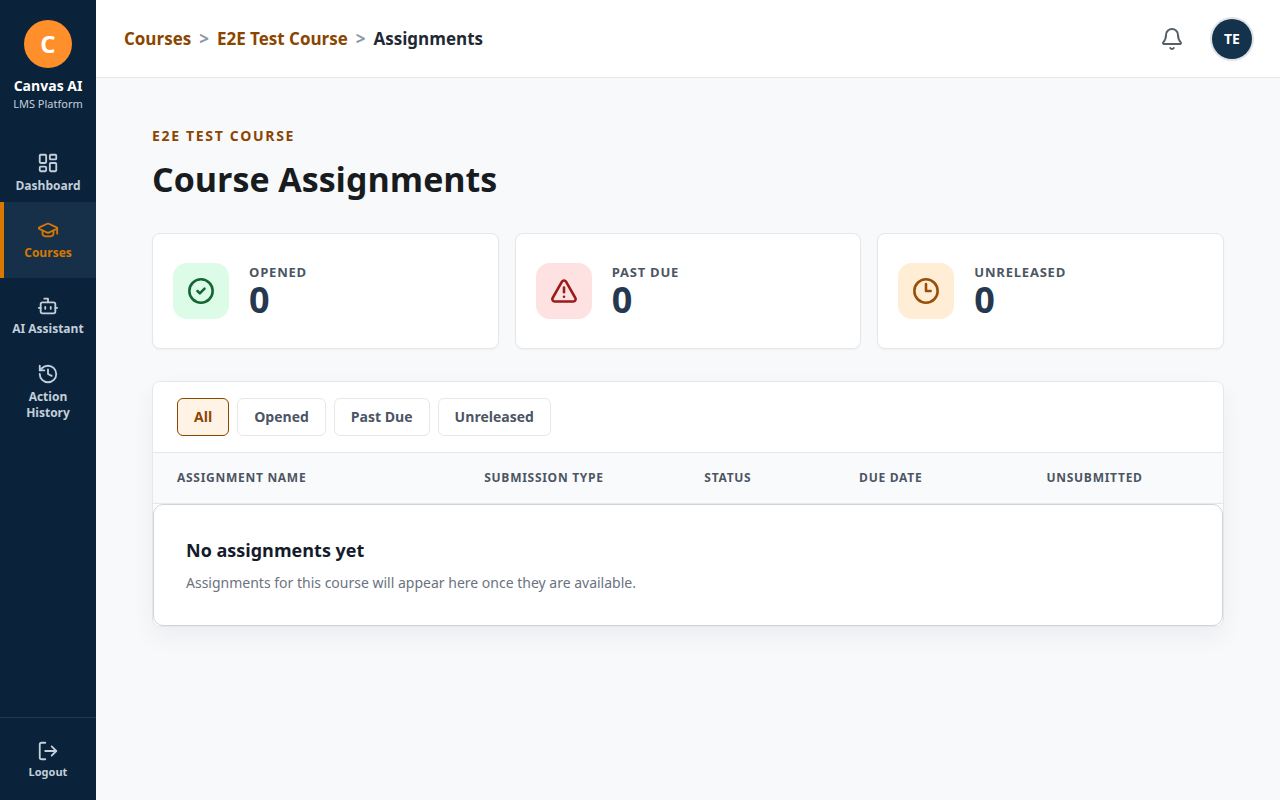 C
Canvas AI
LMS Platform
Dashboard
Courses
AI Assistant
Action
History
Logout
Courses > E2E Test Course > Assignments
TE
E2E TEST COURSE
Course Assignments
OPENED
0
PAST DUE
0
UNRELEASED
0
All Opened Past Due Unreleased
ASSIGNMENT NAME SUBMISSION TYPE STATUS DUE DATE UNSUBMITTED
No assignments yet
Assignments for this course will appear here once they are available.